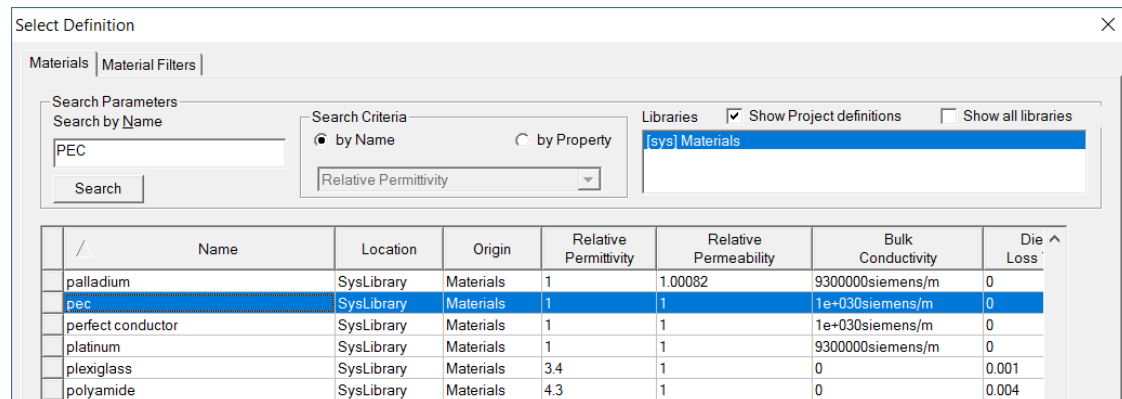 Select Definition
Materials Material Filters
Search Parameters
Search by Name
PEC
Search
Search Criteria
by Name by Property
Relative Permittivity
Libraries Show Project definitions Show all libraries
[sys] Materials
Name Location Origin Relative Permittivity Relative Permeability Bulk Conductivity Die Loss
palladium SysLibrary Materials 1 1.00082 9300000siemens/m 0
pec SysLibrary Materials 1 1 1e+030siemens/m 0
perfect conductor SysLibrary Materials 1 1 1e+030siemens/m 0
platinum SysLibrary Materials 1 1 9300000siemens/m 0
plexiglass SysLibrary Materials 3.4 1 0 0.001
polyamide SysLibrary Materials 4.3 1 0 0.004